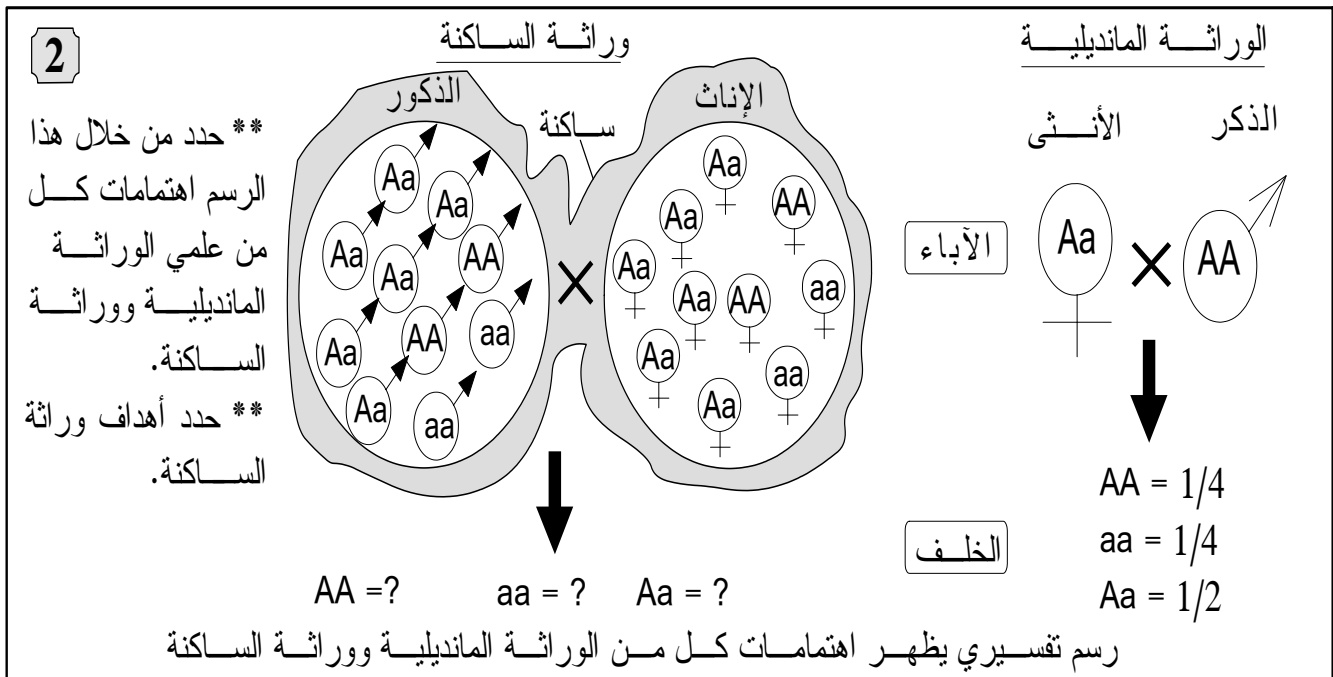 2
الوراثة المانديلية
وراثة الساكنة
الذكر
الأنثى
الإناث
ساكنة
الذكور
** حدد من خلال هذا
الرسم اهتمامات كل
من علمي الوراثة
المانديلية ووراثة
الساكنة.
** حدد أهداف وراثة
الساكنة.
الآباء
AA
×
Aa
Aa
AA
Aa
Aa
Aa
AA
aa
Aa
aa
Aa
×
Aa
Aa
Aa
Aa
AA
Aa
AA
aa
Aa
aa
الخلف
AA = 1/4
aa = 1/4
Aa = 1/2
AA =? aa = ? Aa = ?
رسم تفسيري يظهر اهتمامات كل من الوراثة المانديلية ووراثة الساكنة